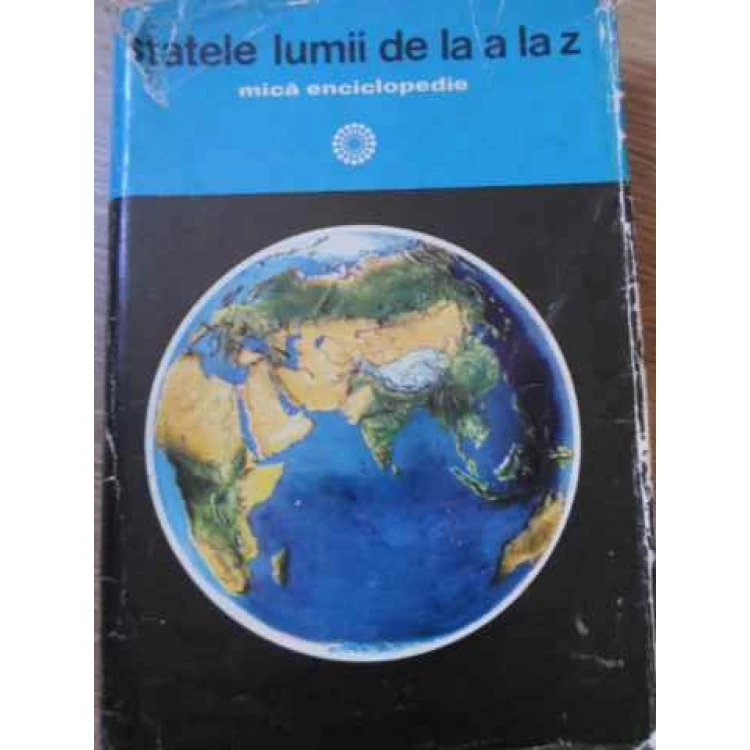 statele lumii de la a la z
mică enciclopedie